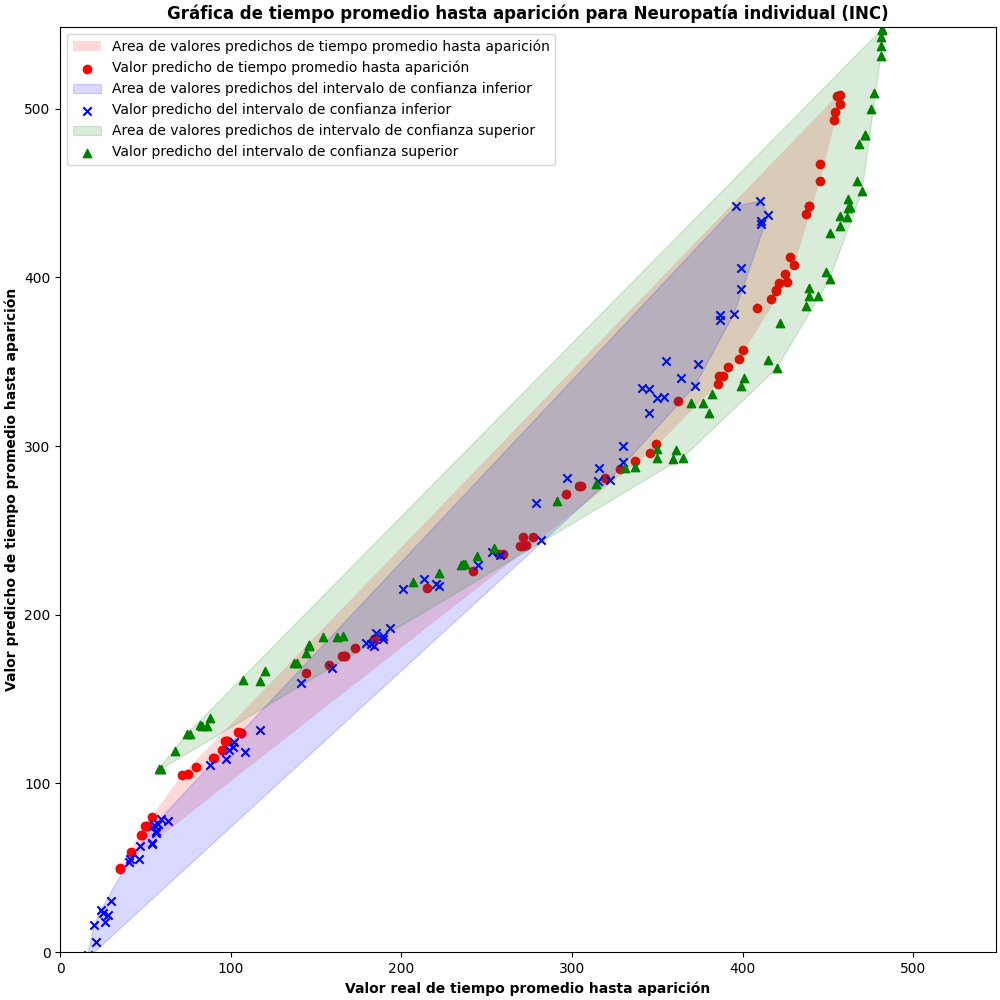 Gráfica de tiempo promedio hasta aparición para Neuropatía individual (INC)
Area de valores predichos de tiempo promedio hasta aparición
Valor predicho de tiempo promedio hasta aparición
Area de valores predichos del intervalo de confianza inferior
Valor predicho del intervalo de confianza inferior
Area de valores predichos de intervalo de confianza superior
Valor predicho del intervalo de confianza superior
Valor predicho de tiempo promedio hasta aparición
500
400
300
200
100
0
0 100 200 300 400 500
Valor real de tiempo promedio hasta aparición